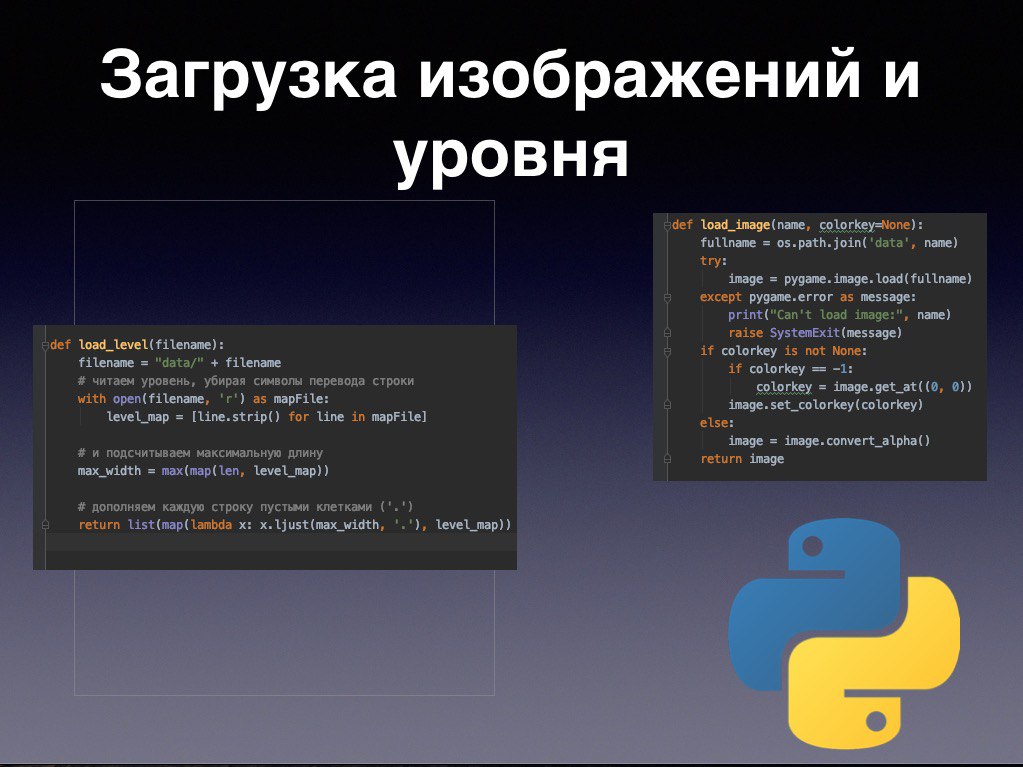 Загрузка изображений и
уровня
def load_level(filename):
    filename = "data/" + filename
    # читаем уровень, убирая символы перевода строки
    with open(filename, 'r') as mapFile:
        level_map = [line.strip() for line in mapFile]
    # и подсчитываем максимальную длину
    max_width = max(map(len, level_map))
    # дополняем каждую строку пустыми клетками ('.')
    return list(map(lambda x: x.ljust(max_width, '.'), level_map))
def load_image(name, colorkey=None):
    fullname = os.path.join('data', name)
    try:
        image = pygame.image.load(fullname)
    except pygame.error as message:
        print("Can't load image:", name)
        raise SystemExit(message)
    if colorkey is not None:
        if colorkey == -1:
            colorkey = image.get_at((0, 0))
        image.set_colorkey(colorkey)
    else:
        image = image.convert_alpha()
    return image